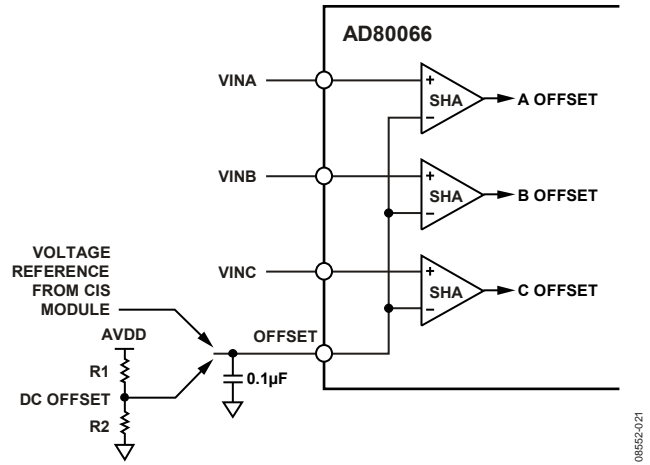 AD80066
VINA
+
SHA
−
A OFFSET
VINB
+
SHA
−
B OFFSET
VINC
+
SHA
−
C OFFSET
VOLTAGE
REFERENCE
FROM CIS
MODULE
AVDD
R1
DC OFFSET
R2
OFFSET
0.1µF
08552-021